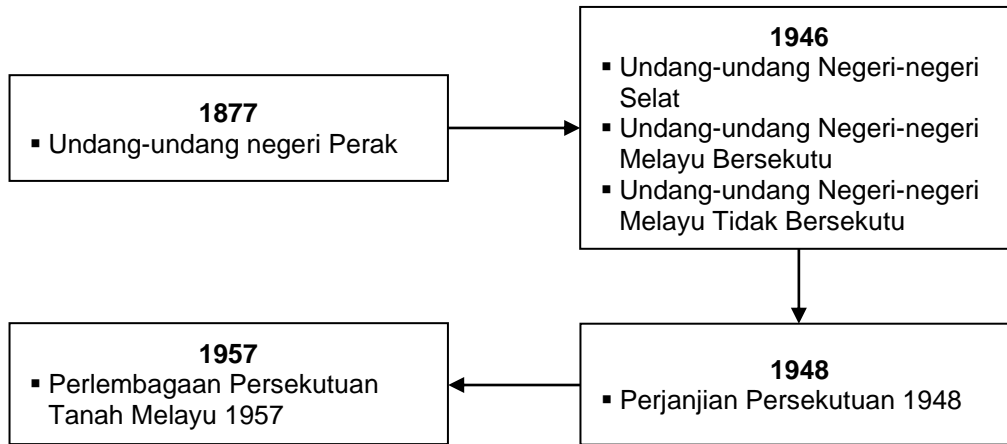 1877
▪ Undang-undang negeri Perak
1946
▪ Undang-undang Negeri-negeri
Selat
▪ Undang-undang Negeri-negeri
Melayu Bersekutu
▪ Undang-undang Negeri-negeri
Melayu Tidak Bersekutu
1948
▪ Perjanjian Persekutuan 1948
1957
▪ Perlembagaan Persekutuan
Tanah Melayu 1957